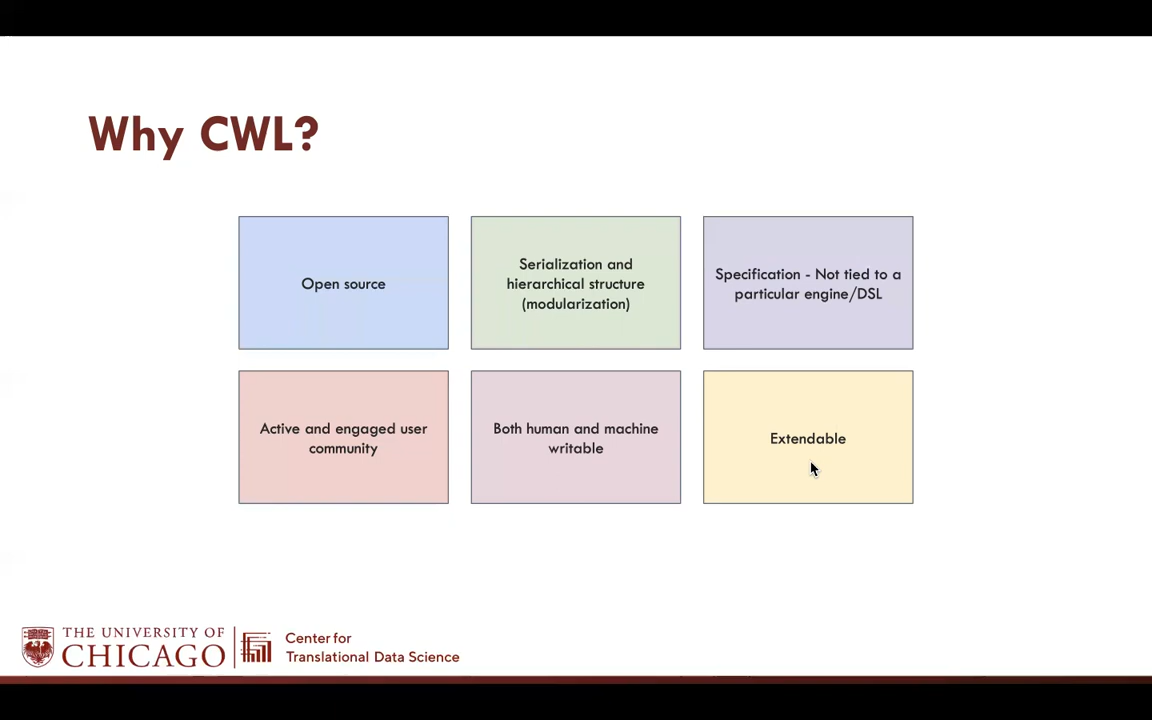 Why CWL?
Open source
Serialization and
hierarchical structure
(modularization)
Specification - Not tied to a
particular engine/DSL
Active and engaged user
community
Both human and machine
writable
Extendable
THE UNIVERSITY OF
CHICAGO
Center for
Translational Data Science